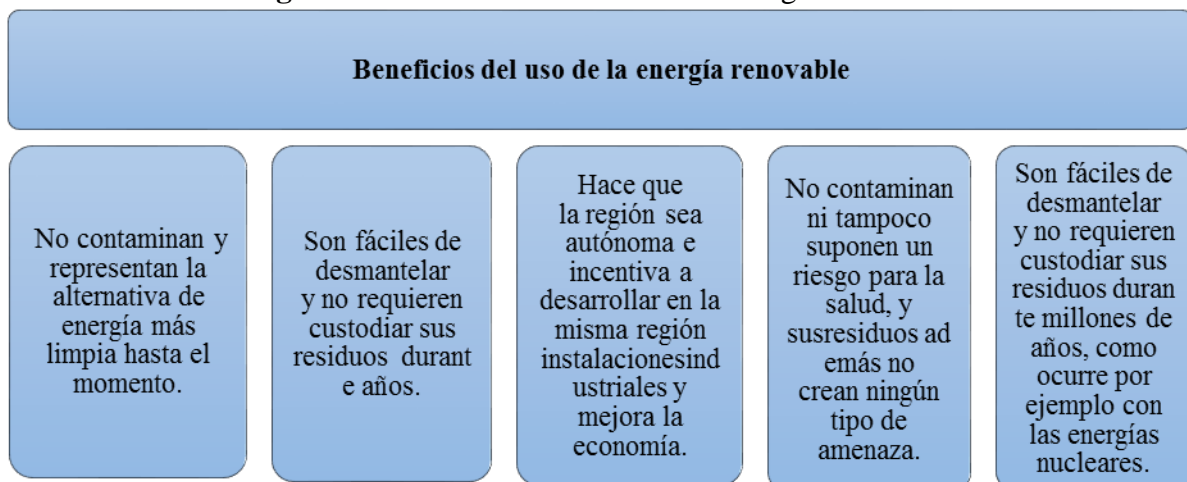 Beneficios del uso de la energía renovable
No contaminan y
representan la
alternativa de
energía más
limpia hasta el
momento.
Son fáciles de
desmantelar
y no requieren
custodiar sus
residuos durant
e años.
Hace que
la región sea
autónoma e
incentiva a
desarrollar en la
misma región
instalacionesind
ustriales y
mejora la
economía.
No contaminan
ni tampoco
suponen un
riesgo para la
salud, y
susresiduos ad
emás no
crean ningún
tipo de
amenaza.
Son fáciles de
desmantelar
y no requieren
custodiar sus
residuos duran
te millones de
años, como
ocurre por
ejemplo con
las energías
nucleares.